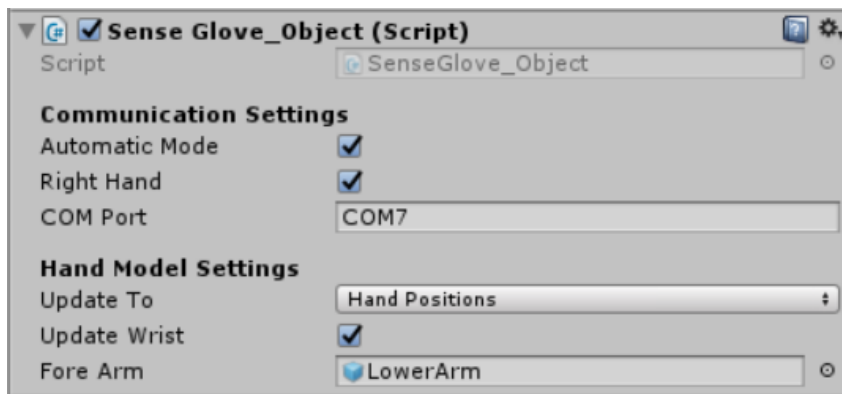 Sense Glove_Object (Script)
Script SenseGlove_Object
Communication Settings
Automatic Mode
Right Hand
COM Port COM7
Hand Model Settings
Update To Hand Positions
Update Wrist
Fore Arm LowerArm